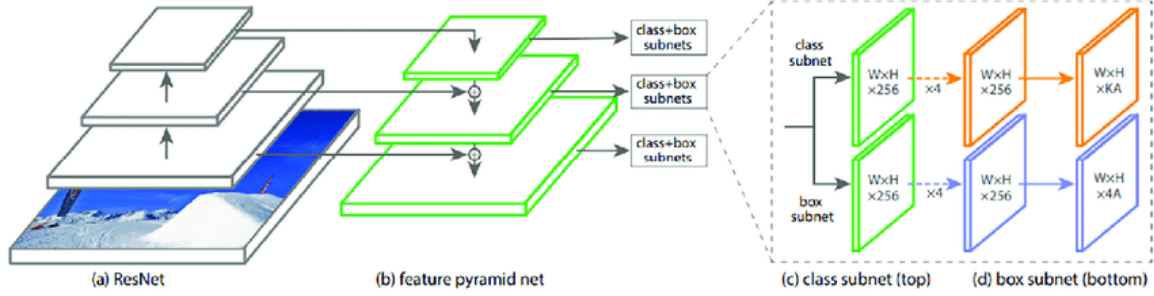 class+box
subnets
class+box
subnets
class+box
subnets
class
subnet
W×H
×256
×4
W×H
×256
W×H
×KA
W×H
×256
×4
W×H
×256
W×H
×4A
box
subnet
(a) ResNet
(b) feature pyramid net
(c) class subnet (top)
(d) box subnet (bottom)